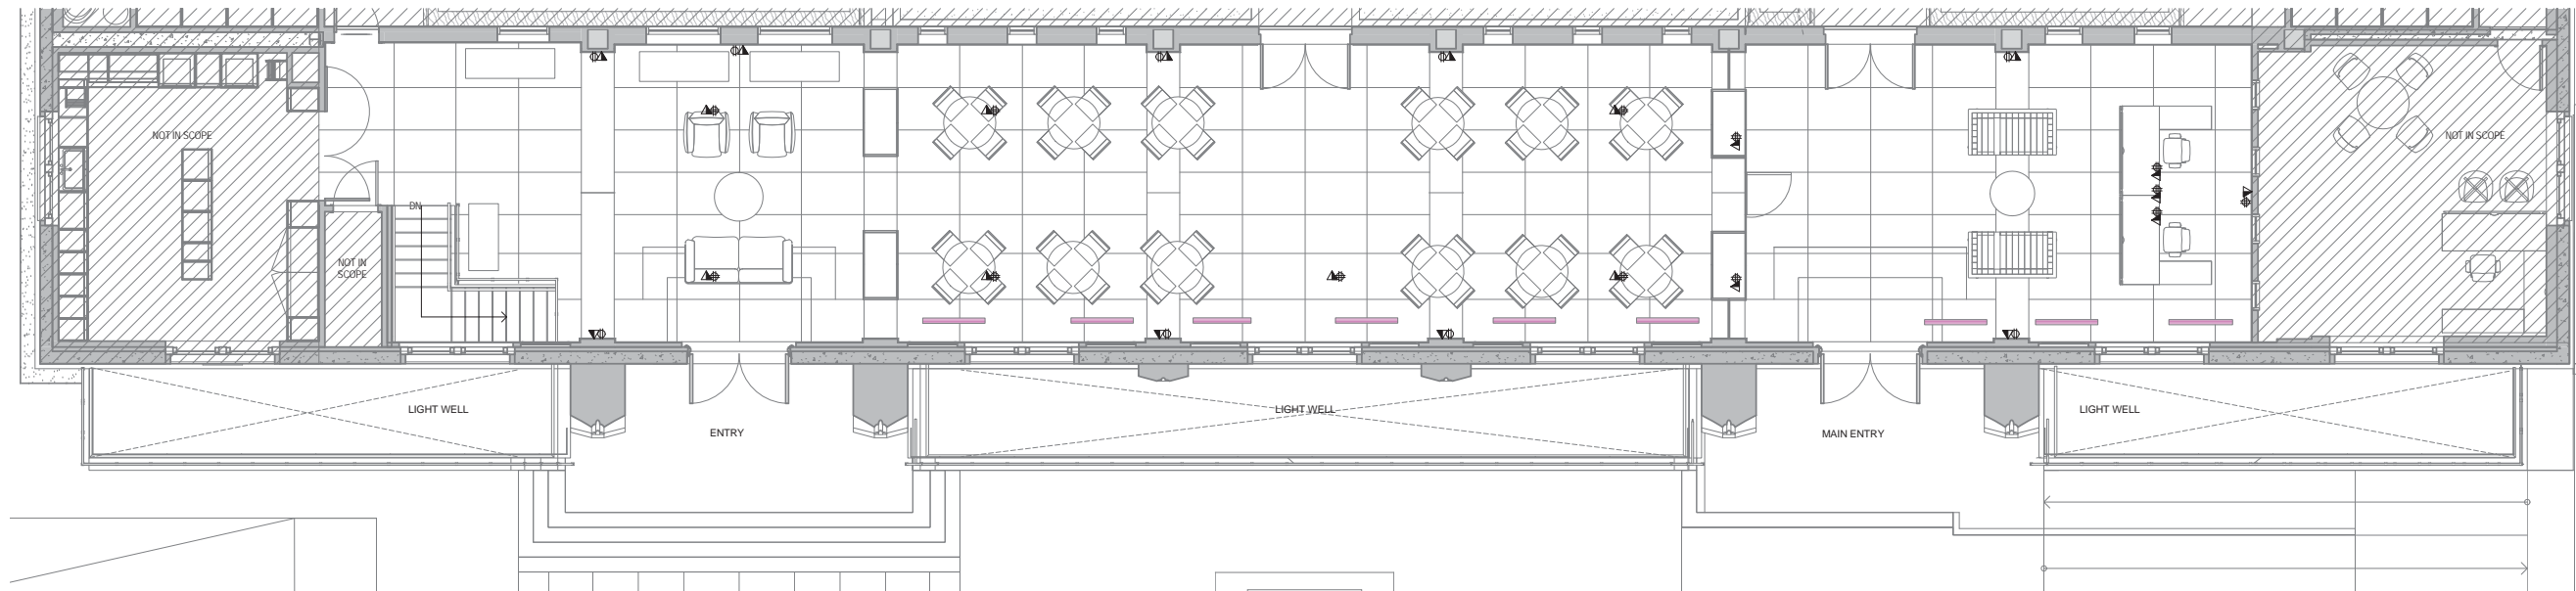 NOT IN SCOPE
NOT IN SCOPE
DN
NOT IN
SCOPE
LIGHT WELL
LIGHT WELL
LIGHT WELL
ENTRY
MAIN ENTRY